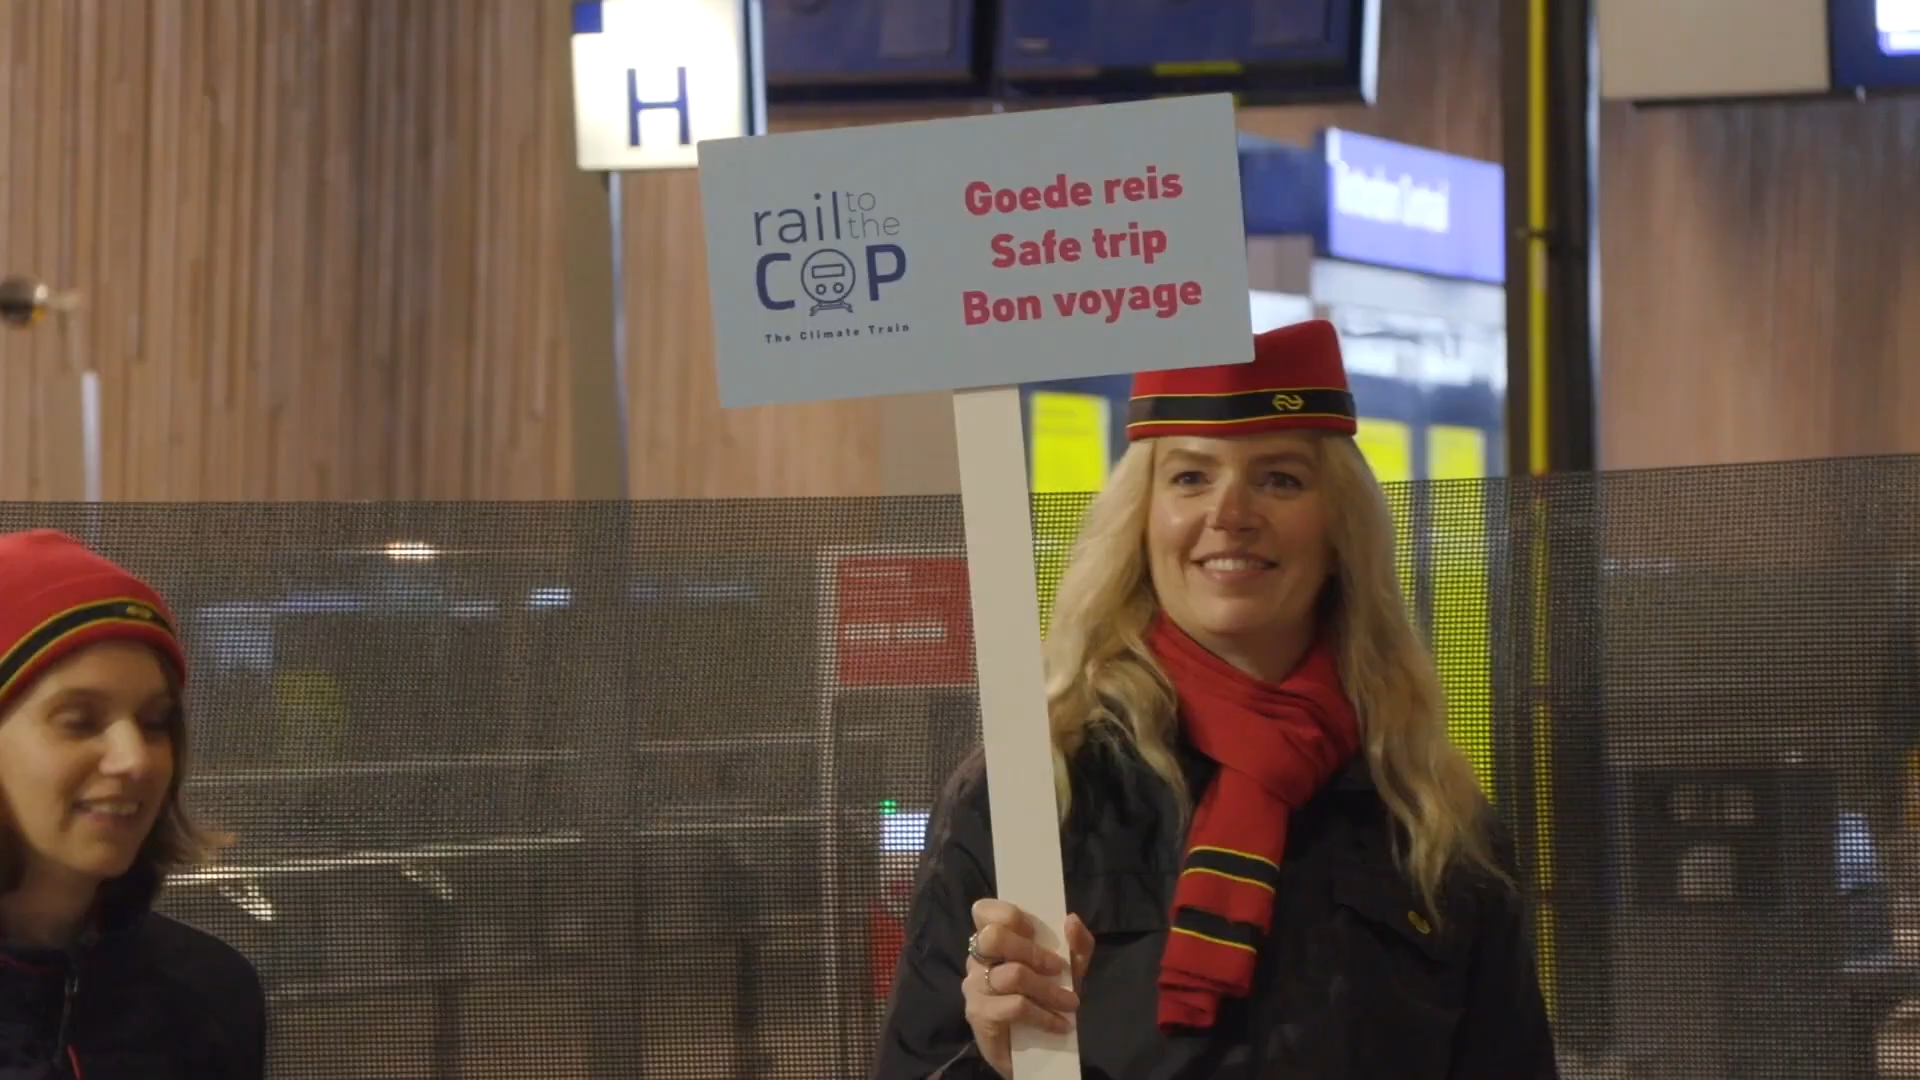 H
rail to the
COP
The Climate Train
Goede reis
Safe trip
Bon voyage